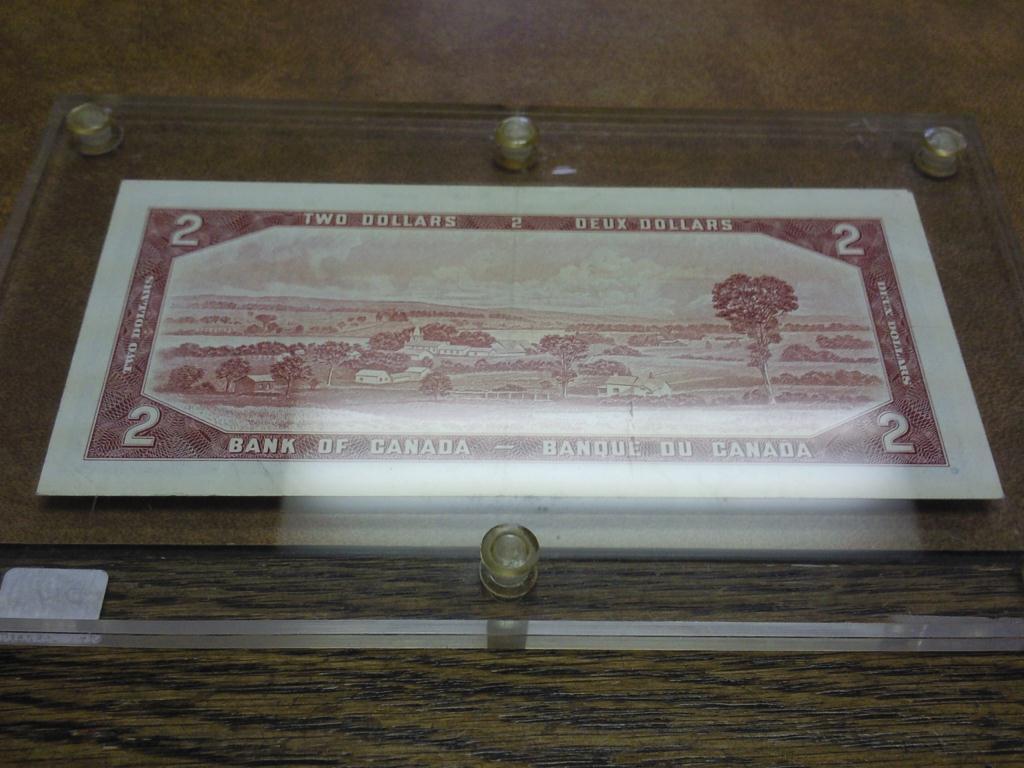 2 TWO DOLLARS 2 DEUX DOLLARS 2
TWO DOLLARS
DEUX DOLLARS
2 BANK OF CANADA – BANQUE DU CANADA 2